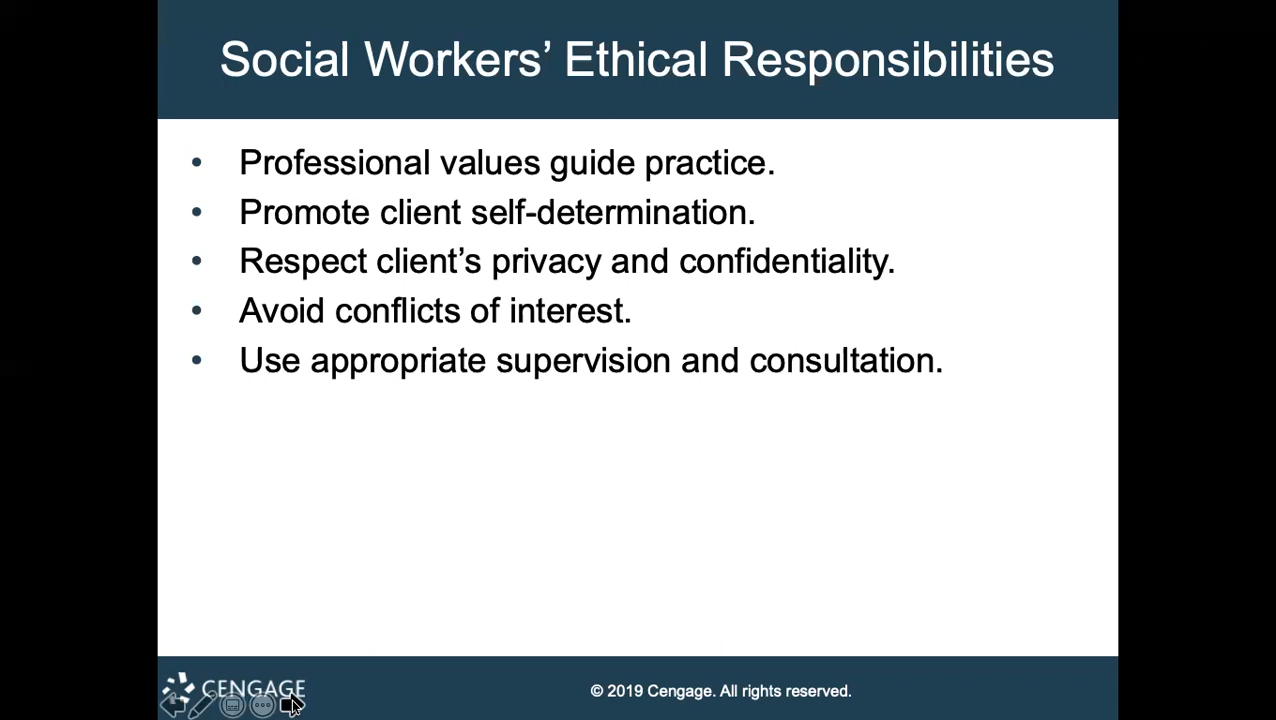 Social Workers’ Ethical Responsibilities
• Professional values guide practice.
• Promote client self-determination.
• Respect client’s privacy and confidentiality.
• Avoid conflicts of interest.
• Use appropriate supervision and consultation.
CENGAGE
© 2019 Cengage. All rights reserved.